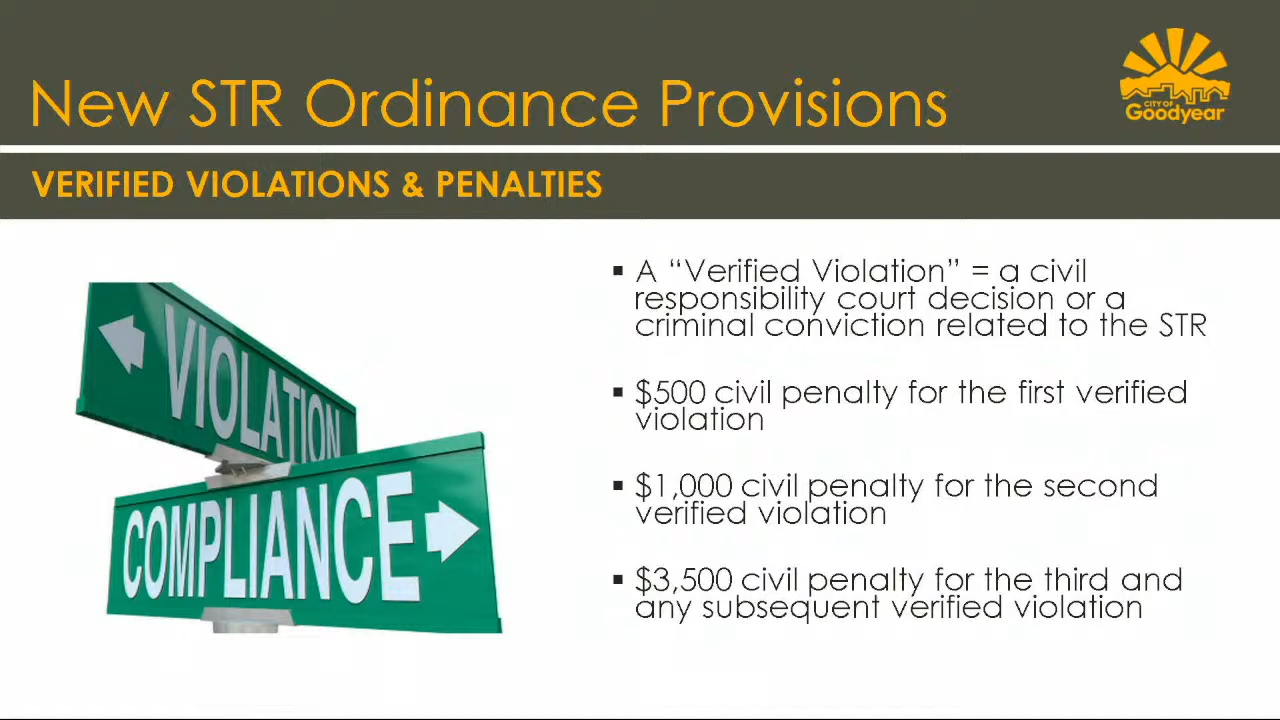 New STR Ordinance Provisions
CITY OF
Goodyear
VERIFIED VIOLATIONS & PENALTIES
VIOLATION
COMPLIANCE
▪ A “Verified Violation” = a civil
responsibility court decision or a
criminal conviction related to the STR
▪ $500 civil penalty for the first verified
violation
▪ $1,000 civil penalty for the second
verified violation
▪ $3,500 civil penalty for the third and
any subsequent verified violation